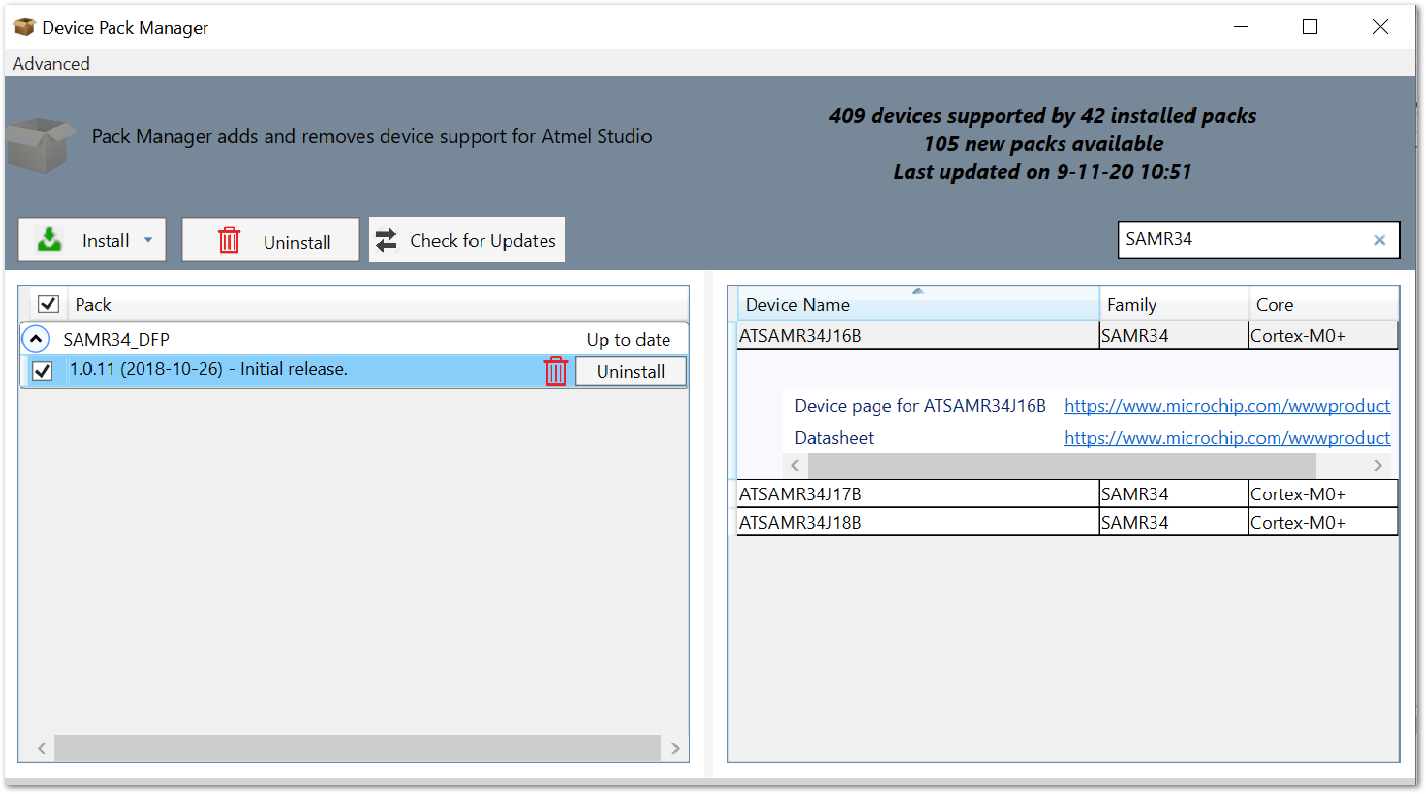 Device Pack Manager
Advanced
Pack Manager adds and removes device support for Atmel Studio
409 devices supported by 42 installed packs
105 new packs available
Last updated on 9-11-20 10:51
Install
Uninstall
Check for Updates
SAMR34
Pack
SAMR34_DFP Up to date
1.0.11 (2018-10-26) - Initial release. Uninstall
Device Name Family Core
ATSAMR34J16B SAMR34 Cortex-M0+
Device page for ATSAMR34J16B https://www.microchip.com/wwwproduct
Datasheet https://www.microchip.com/wwwproduct
ATSAMR34J17B SAMR34 Cortex-M0+
ATSAMR34J18B SAMR34 Cortex-M0+